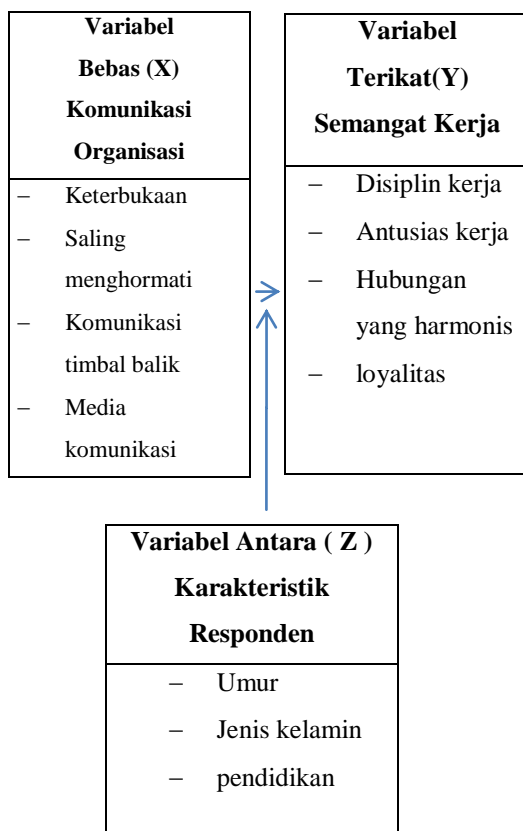 Variabel
Bebas (X)
Komunikasi
Organisasi
– Keterbukaan
– Saling
menghormati
– Komunikasi
timbal balik
– Media
komunikasi
Variabel
Terikat(Y)
Semangat Kerja
– Disiplin kerja
– Antusias kerja
– Hubungan
yang harmonis
– loyalitas
Variabel Antara ( Z )
Karakteristik
Responden
– Umur
– Jenis kelamin
– pendidikan